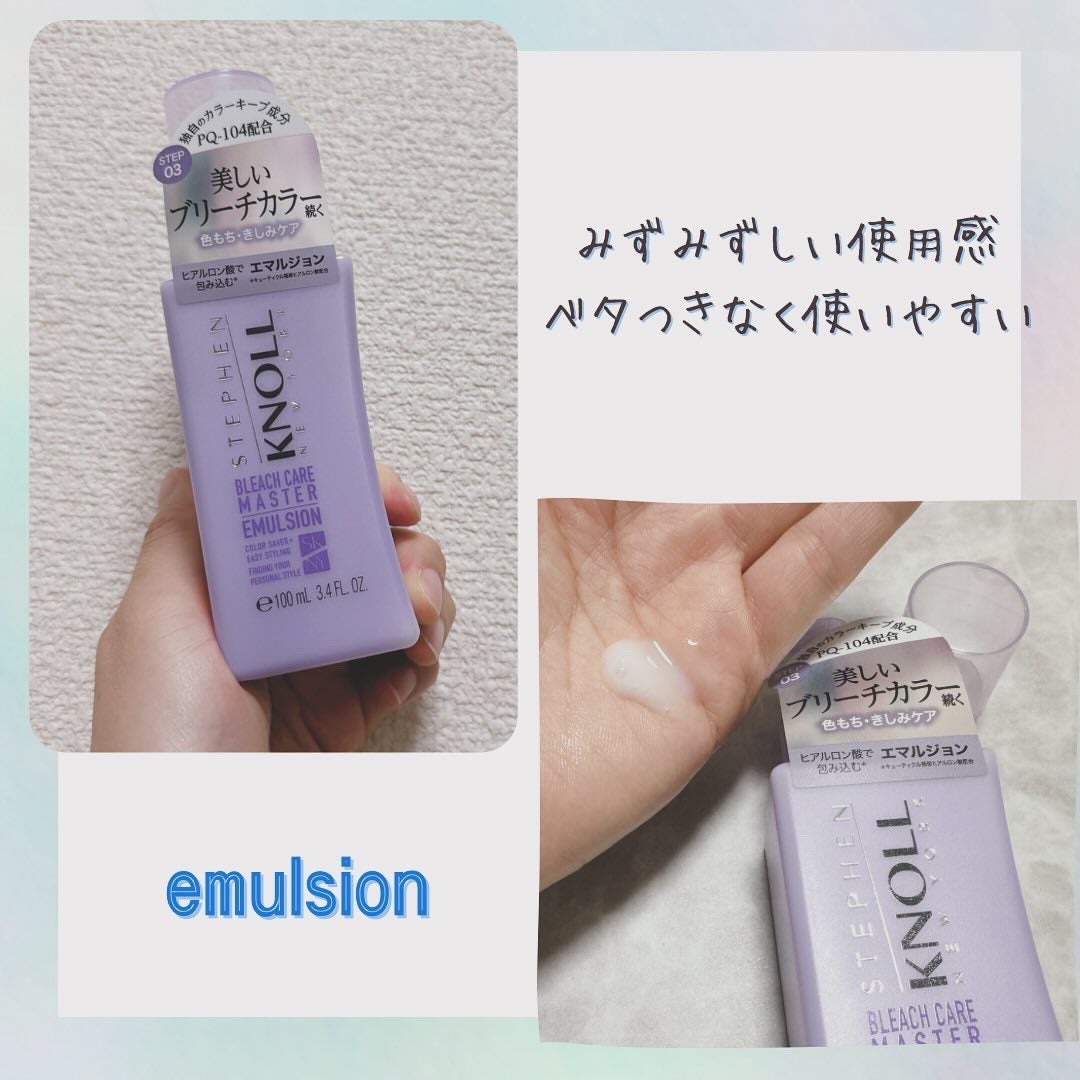 独自のカラーキープ成分
PQ-104配合
STEP
03
美しい
ブリーチカラー
続く
色もち・きしみケア
ヒアルロン酸で
包み込む*
エマルジョン
STEPHEN
KNOLL
NEW YORK
BLEACH CARE
MASTER
EMULSION
COLOR SAVER+
EASY STYLING
FINDING YOUR
PERSONAL STYLE
SK
NY
e100 mL 3.4 FL. OZ.
みずみずしい使用感
ベタつきなく使いやすい
独自のカラーキープ成分
PQ-104配合
03
美しい
ブリーチカラー
続く
色もち・きしみケア
ヒアルロン酸で
包み込む*
エマルジョン
STEPHEN
KNOLL
NEW YORK
BLEACH CARE
MASTER
emulsion